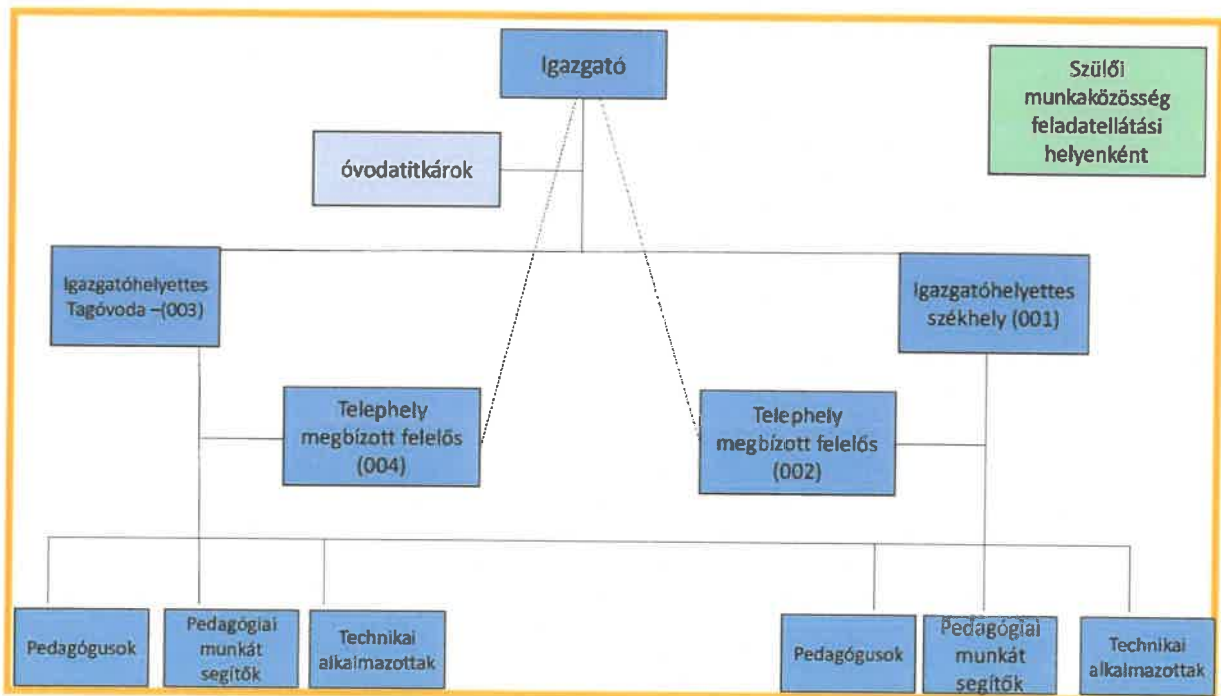 Igazgató
Szülői
munkaközösség
feladatellátási
helyenként
óvodatitkárok
Igazgatóhelyettes
Tagóvoda –(003)
Igazgatóhelyettes
székhely (001)
Telephely
megbízott felelős
(004)
Telephely
megbízott felelős
(002)
Pedagógusok
Pedagógiai
munkát
segítők
Technikai
alkalmazottak
Pedagógusok
Pedagógiai
munkát
segítők
Technikai
alkalmazottak